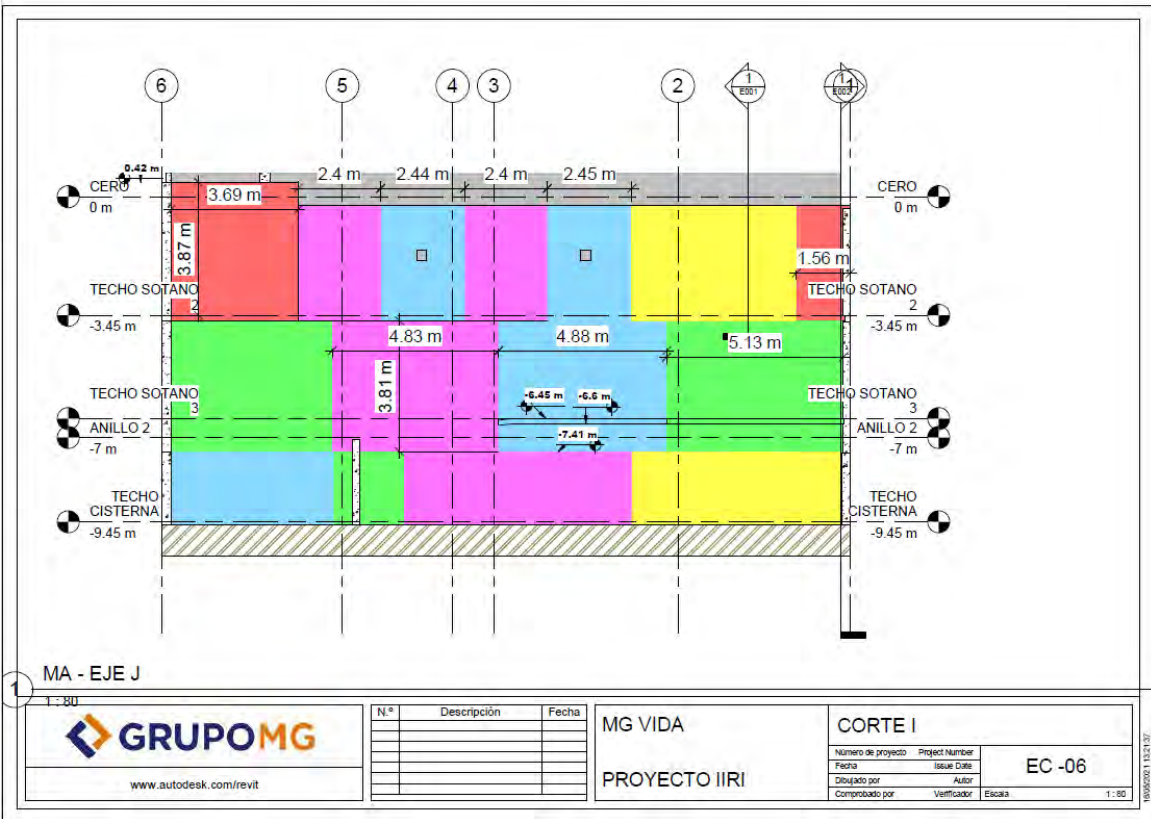 6
5
4
3
2
1
E001
1
E002
1
0.42 m
CERO
0 m
3.69 m
2.4 m
2.44 m
2.4 m
2.45 m
CERO
0 m
3.87 m
1.56 m
TECHO SOTANO
2
-3.45 m
TECHO SOTANO
2
-3.45 m
4.83 m
4.88 m
5.13 m
3.81 m
TECHO SOTANO
3
-6.45 m
-6.6 m
TECHO SOTANO
3
ANILLO 2
-7 m
-7.41 m
ANILLO 2
-7 m
TECHO
CISTERNA
-9.45 m
TECHO
CISTERNA
-9.45 m
1
MA - EJE J
1 : 80
GRUPOMG
www.autodesk.com/revit
N.º Descripción Fecha
MG VIDA
PROYECTO IIRI
CORTE I
Número de proyecto Project Number
Fecha Issue Date
Dibujado por Autor
Comprobado por Verificador
EC -06
Escala 1 : 80